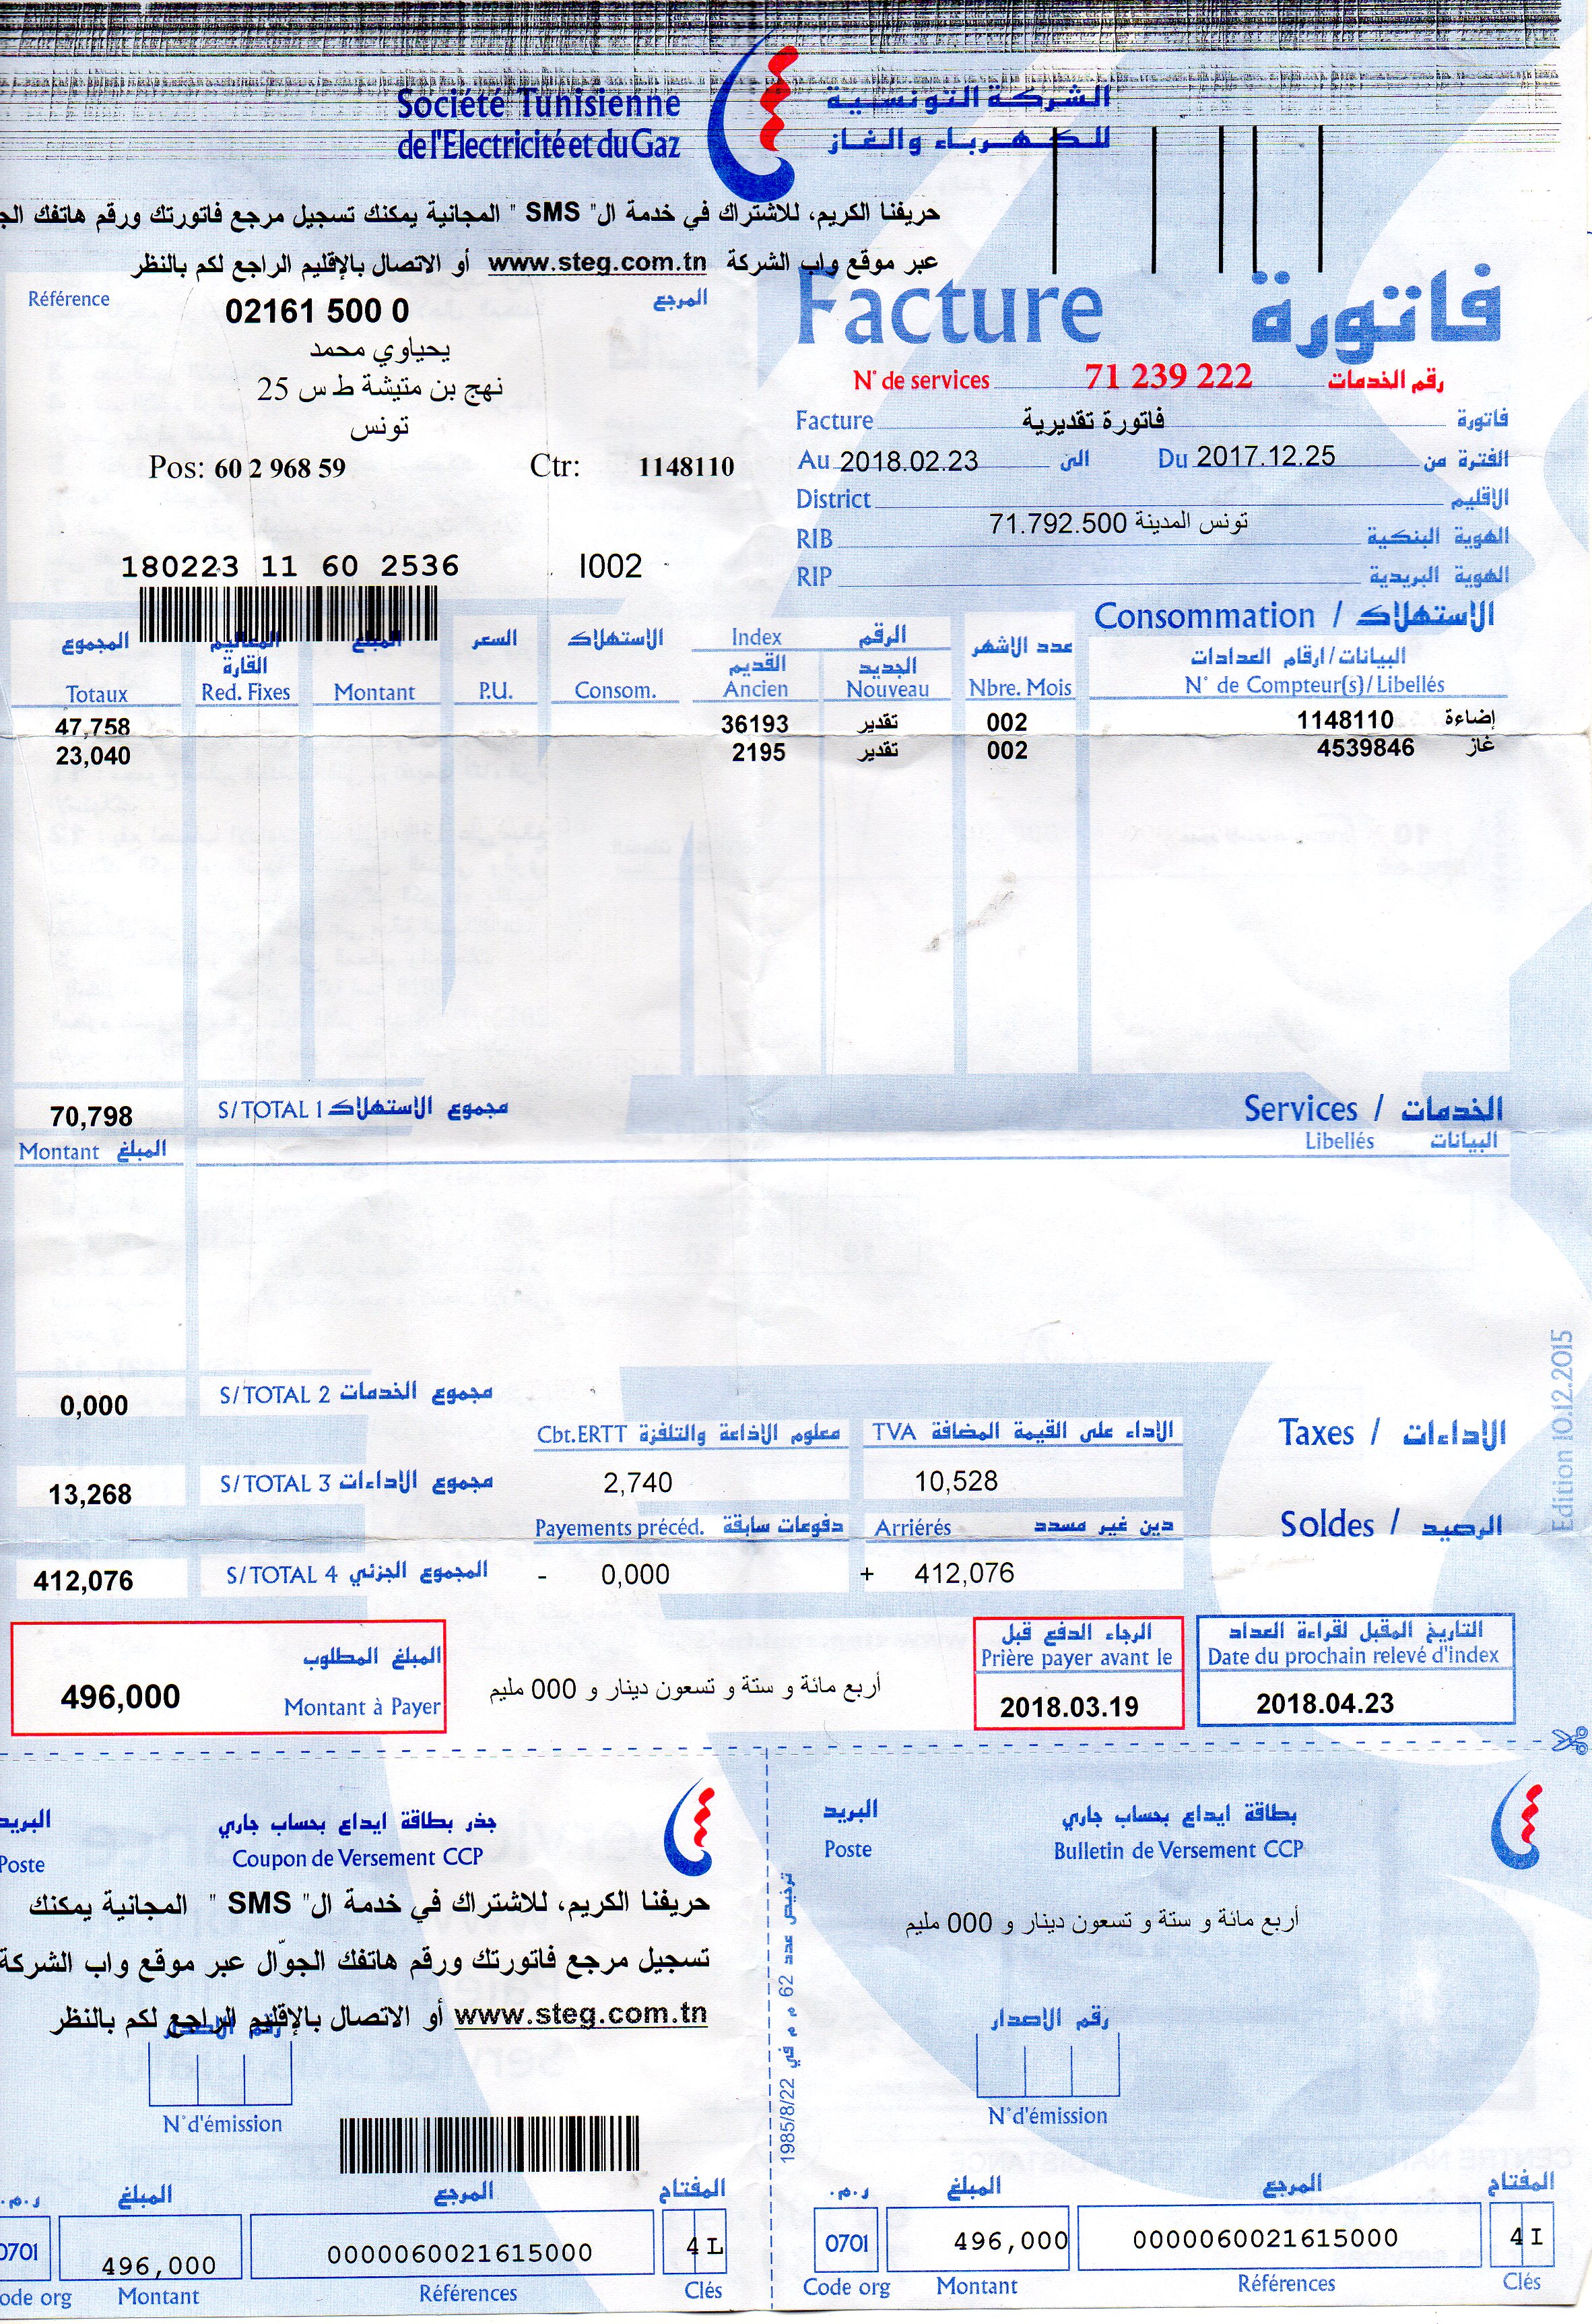 Société Tunisienne
de l'Electricité et du Gaz
الشركة التونسية
للكهرباء والغاز
حريفنا الكريم، للاشتراك في خدمة ال" SMS " المجانية يمكنك تسجيل مرجع فاتورتك ورقم هاتفك
عبر موقع واب الشركة www.steg.com.tn أو الاتصال بالإقليم الراجع لكم بالنظر
Référence 02161 500 0 المرجع
يحياوي محمد
نهج بن متيشة ط س 25
تونس
Pos: 60 2 968 59 Ctr: 1148110
180223 11 60 2536 I002
Facture فاتورة
N° de services 71 239 222 رقم الخدمات
Facture فاتورة تقديرية فاتورة
Au 2018.02.23 الى Du 2017.12.25 الفترة من
District الاقليم
تونس المدينة 71.792.500
RIB الهوية البنكية
RIP الهوية البريدية
Consommation / الاستهلاك
المجموع المعاليم القارة المبلغ السعر الاستهلاك Index الرقم عدد الاشهر البيانات/ارقام العدادات
القديم الجديد
Totaux Red. Fixes Montant P.U. Consom. Ancien Nouveau Nbre. Mois N° de Compteur(s)/Libellés
47,758 36193 تقدير 002 1148110 إضاءة
23,040 2195 تقدير 002 4539846 غاز
70,798 S/TOTAL 1 مجموع الاستهلاك Services / الخدمات
Montant المبلغ Libellés البيانات
0,000 S/TOTAL 2 مجموع الخدمات
Cbt.ERTT معلوم الاذاعة والتلفزة TVA الاداء على القيمة المضافة Taxes / الاداءات
13,268 S/TOTAL 3 مجموع الاداءات 2,740 10,528
Payements précéd. دفوعات سابقة Arriérés دين غير مسدد Soldes / الرصيد
412,076 S/TOTAL 4 المجموع الجزئي - 0,000 + 412,076
Edition 10.12.2015
المبلغ المطلوب
496,000 Montant à Payer
أربع مائة و ستة و تسعون دينار و 000 مليم
الرجاء الدفع قبل
Prière payer avant le
2018.03.19
التاريخ المقبل لقراءة العداد
Date du prochain relevé d'index
2018.04.23
البريد
Poste
جذر بطاقة ايداع بحساب جاري
Coupon de Versement CCP
حريفنا الكريم، للاشتراك في خدمة ال" SMS " المجانية يمكنك
تسجيل مرجع فاتورتك ورقم هاتفك الجوّال عبر موقع واب الشركة
www.steg.com.tn أو الاتصال بالإقليم الراجع لكم بالنظر
رقم الاصدار
N°d'émission
ر.م. المبلغ المرجع المفتاح
0701 496,000 0000060021615000 4 L
ode org Montant Références Clés
ترخيص عدد 62 م م م في 1985/8/22
البريد
Poste
بطاقة ايداع بحساب جاري
Bulletin de Versement CCP
أربع مائة و ستة و تسعون دينار و 000 مليم
رقم الاصدار
N°d'émission
ر.م. المبلغ المرجع المفتاح
0701 496,000 0000060021615000 4 I
Code org Montant Références Clés